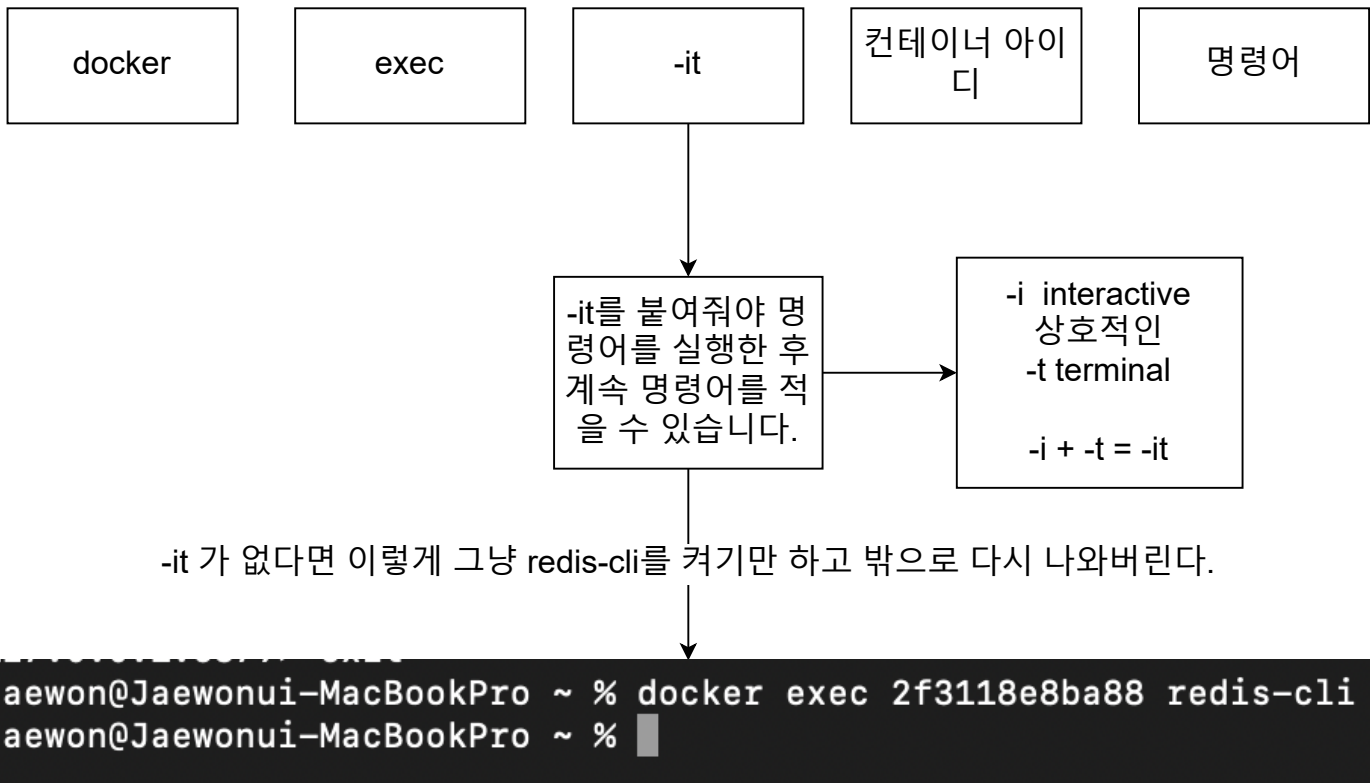 docker
exec
-it
컨테이너 아이
디
명령어
-it를 붙여줘야 명
령어를 실행한 후
계속 명령어를 적
을 수 있습니다.
-i interactive
상호적인
-t terminal
-i + -t = -it
-it 가 없다면 이렇게 그냥 redis-cli를 켜기만 하고 밖으로 다시 나와버린다.
aewon@Jaewonui-MacBookPro ~ % docker exec 2f3118e8ba88 redis-cli
aewon@Jaewonui-MacBookPro ~ %